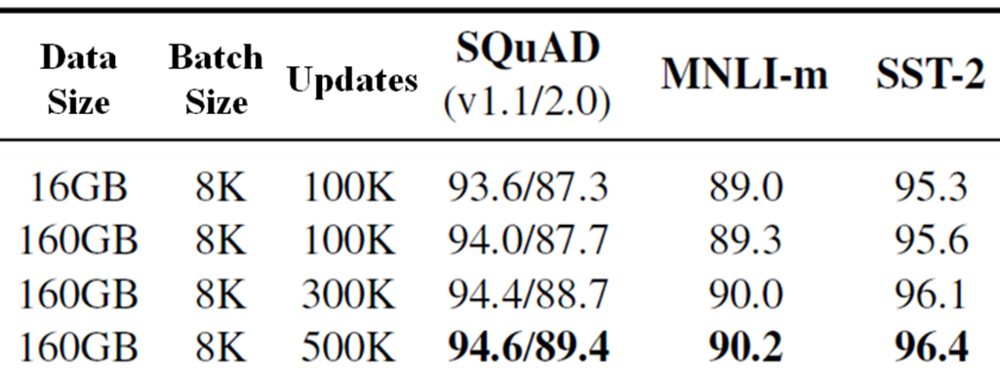 Data Size Batch Size Updates SQuAD (v1.1/2.0) MNLI-m SST-2
16GB 8K 100K 93.6/87.3 89.0 95.3
160GB 8K 100K 94.0/87.7 89.3 95.6
160GB 8K 300K 94.4/88.7 90.0 96.1
160GB 8K 500K 94.6/89.4 90.2 96.4